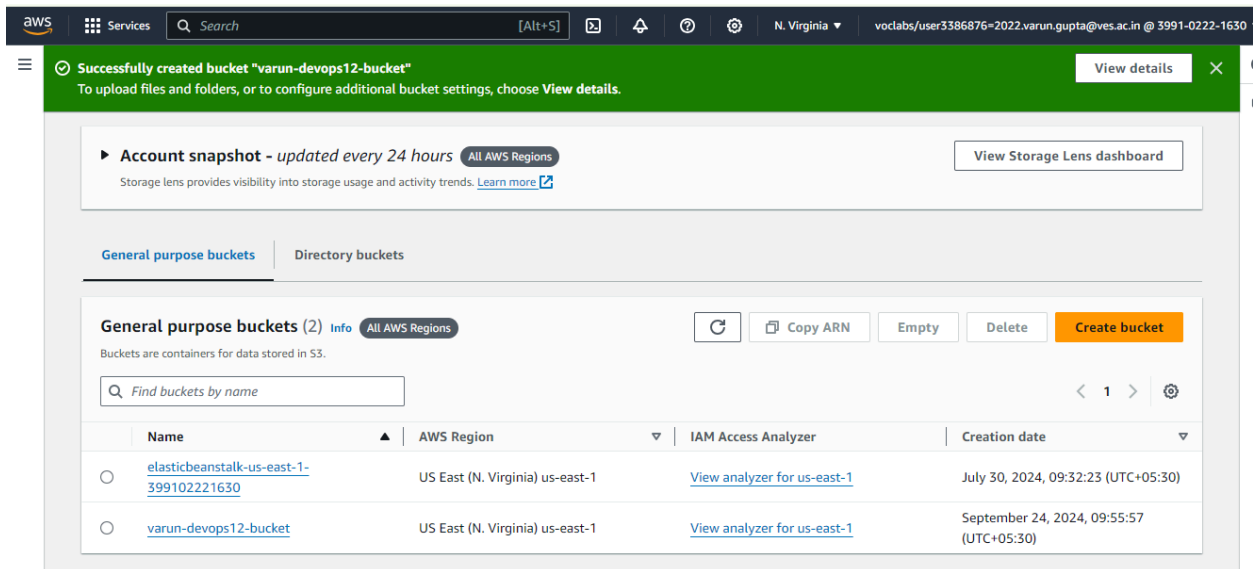 aws Services Search [Alt+S] N. Virginia voclabs/user3386876=2022.varun.gupta@ves.ac.in @ 3991-0222-1630
Successfully created bucket "varun-devops12-bucket"
To upload files and folders, or to configure additional bucket settings, choose View details.
View details
Account snapshot - updated every 24 hours All AWS Regions
Storage lens provides visibility into storage usage and activity trends. Learn more
View Storage Lens dashboard
General purpose buckets Directory buckets
General purpose buckets (2) Info All AWS Regions
Buckets are containers for data stored in S3.
Copy ARN Empty Delete Create bucket
Find buckets by name
1
Name AWS Region IAM Access Analyzer Creation date
elasticbeanstalk-us-east-1-
399102221630
US East (N. Virginia) us-east-1 View analyzer for us-east-1 July 30, 2024, 09:32:23 (UTC+05:30)
varun-devops12-bucket US East (N. Virginia) us-east-1 View analyzer for us-east-1 September 24, 2024, 09:55:57
(UTC+05:30)